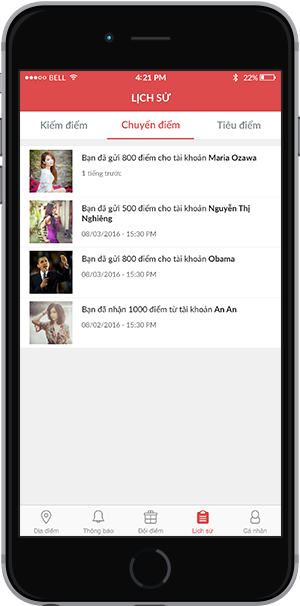 BELL 4:21 PM 22%
LỊCH SỬ
Kiếm điểm Chuyển điểm Tiêu điểm
Bạn đã gửi 800 điểm cho tài khoản Maria Ozawa
1 tiếng trước
Bạn đã gửi 500 điểm cho tài khoản Nguyễn Thị
Nghiêng
08/03/2016 - 15:30 PM
Bạn đã gửi 800 điểm cho tài khoản Obama
08/03/2016 - 15:30 PM
Bạn đã nhận 1000 điểm từ tài khoản An An
08/02/2016 - 15:30 PM
Địa điểm Thông báo Đổi điểm Lịch sử Cá nhân